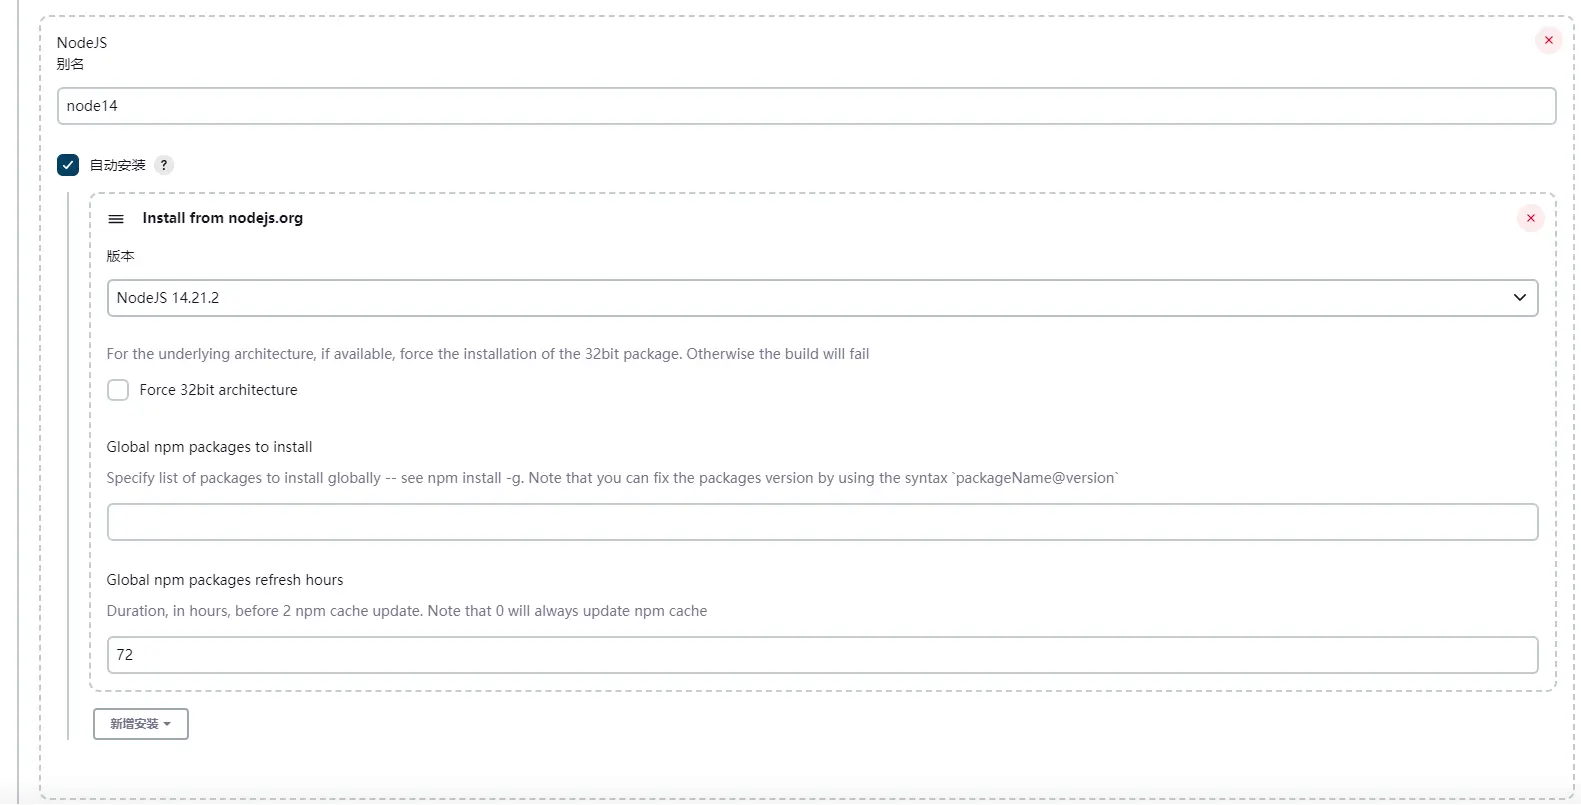 NodeJS
别名
node14
自动安装 ?
Install from nodejs.org
版本
NodeJS 14.21.2
For the underlying architecture, if available, force the installation of the 32bit package. Otherwise the build will fail
Force 32bit architecture
Global npm packages to install
Specify list of packages to install globally -- see npm install -g. Note that you can fix the packages version by using the syntax `packageName@version`
Global npm packages refresh hours
Duration, in hours, before 2 npm cache update. Note that 0 will always update npm cache
72
新增安装